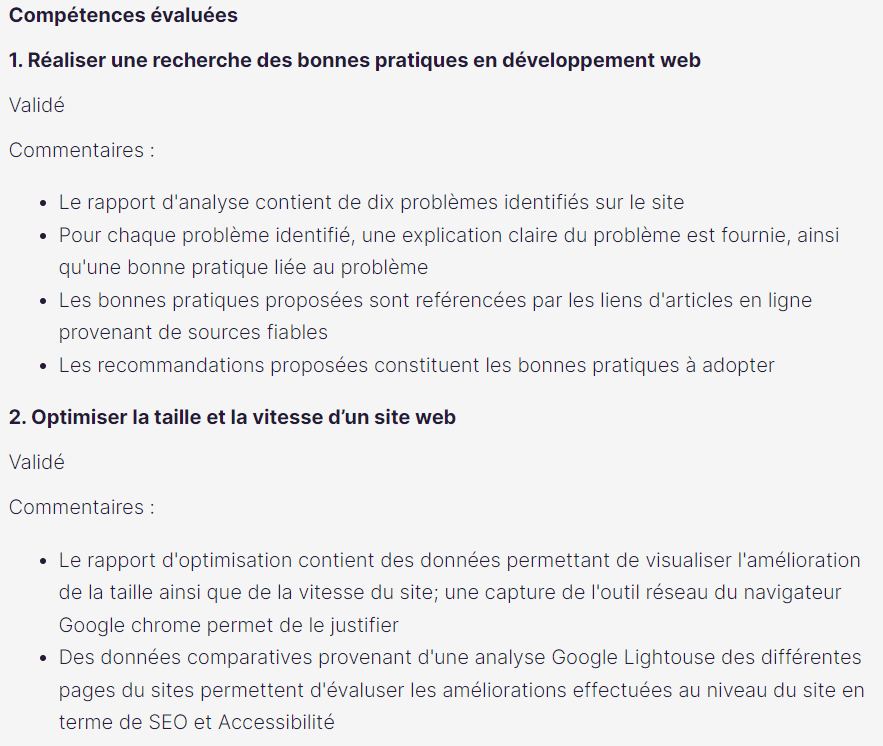 Compétences évaluées
1. Réaliser une recherche des bonnes pratiques en développement web
Validé
Commentaires :
• Le rapport d'analyse contient de dix problèmes identifiés sur le site
• Pour chaque problème identifié, une explication claire du problème est fournie, ainsi
qu'une bonne pratique liée au problème
• Les bonnes pratiques proposées sont reférencées par les liens d'articles en ligne
provenant de sources fiables
• Les recommandations proposées constituent les bonnes pratiques à adopter
2. Optimiser la taille et la vitesse d’un site web
Validé
Commentaires :
• Le rapport d'optimisation contient des données permettant de visualiser l'amélioration
de la taille ainsi que de la vitesse du site; une capture de l'outil réseau du navigateur
Google chrome permet de le justifier
• Des données comparatives provenant d'une analyse Google Lightouse des différentes
pages du sites permettent d'évaluser les améliorations effectuées au niveau du site en
terme de SEO et Accessibilité